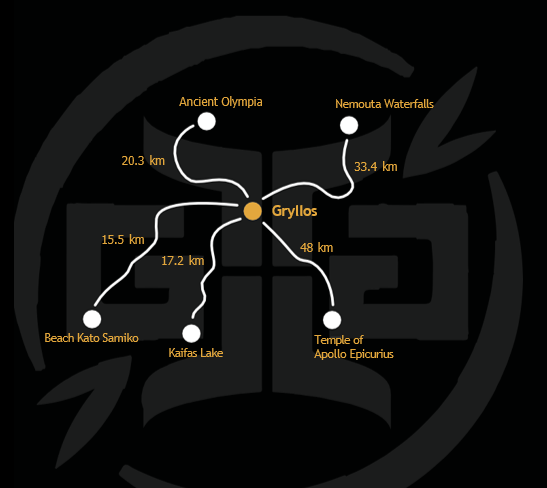 Ancient Olympia
Nemouta Waterfalls
20.3 km
33.4 km
Gryllos
15.5 km
17.2 km
48 km
Beach Kato Samiko
Kaifas Lake
Temple of
Apollo Epicurius